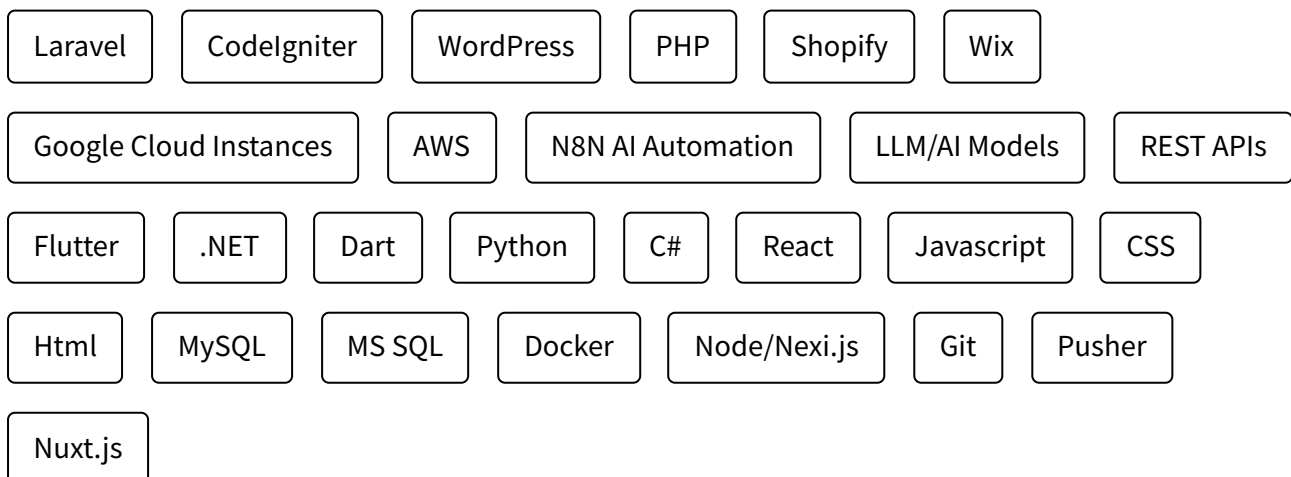 Laravel CodeIgniter WordPress PHP Shopify Wix
Google Cloud Instances AWS N8N AI Automation LLM/AI Models REST APIs
Flutter .NET Dart Python C# React Javascript CSS
Html MySQL MS SQL Docker Node/Nexi.js Git Pusher
Nuxt.js